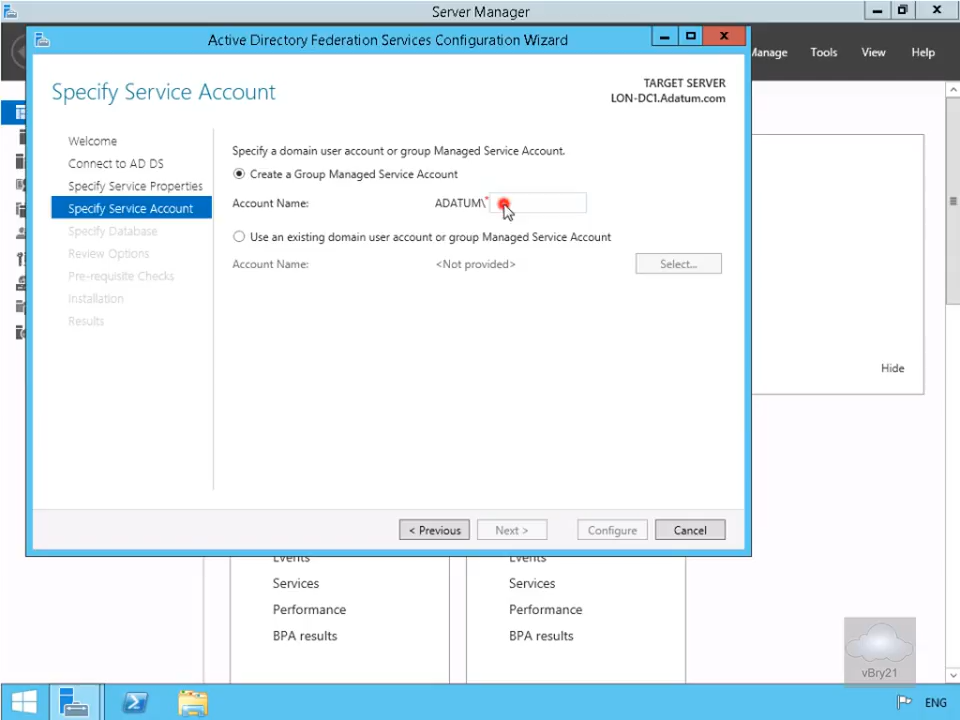 Server Manager
Active Directory Federation Services Configuration Wizard
Manage Tools View Help
Specify Service Account
TARGET SERVER
LON-DC1.Adatum.com
Welcome
Connect to AD DS
Specify Service Properties
Specify Service Account
Specify Database
Review Options
Pre-requisite Checks
Installation
Results
Specify a domain user account or group Managed Service Account.
Create a Group Managed Service Account
Account Name: ADATUM\*
Use an existing domain user account or group Managed Service Account
Account Name: <Not provided> Select...
Hide
< Previous Next > Configure Cancel
Events
Services
Performance
BPA results
Events
Services
Performance
BPA results
vBry21
ENG